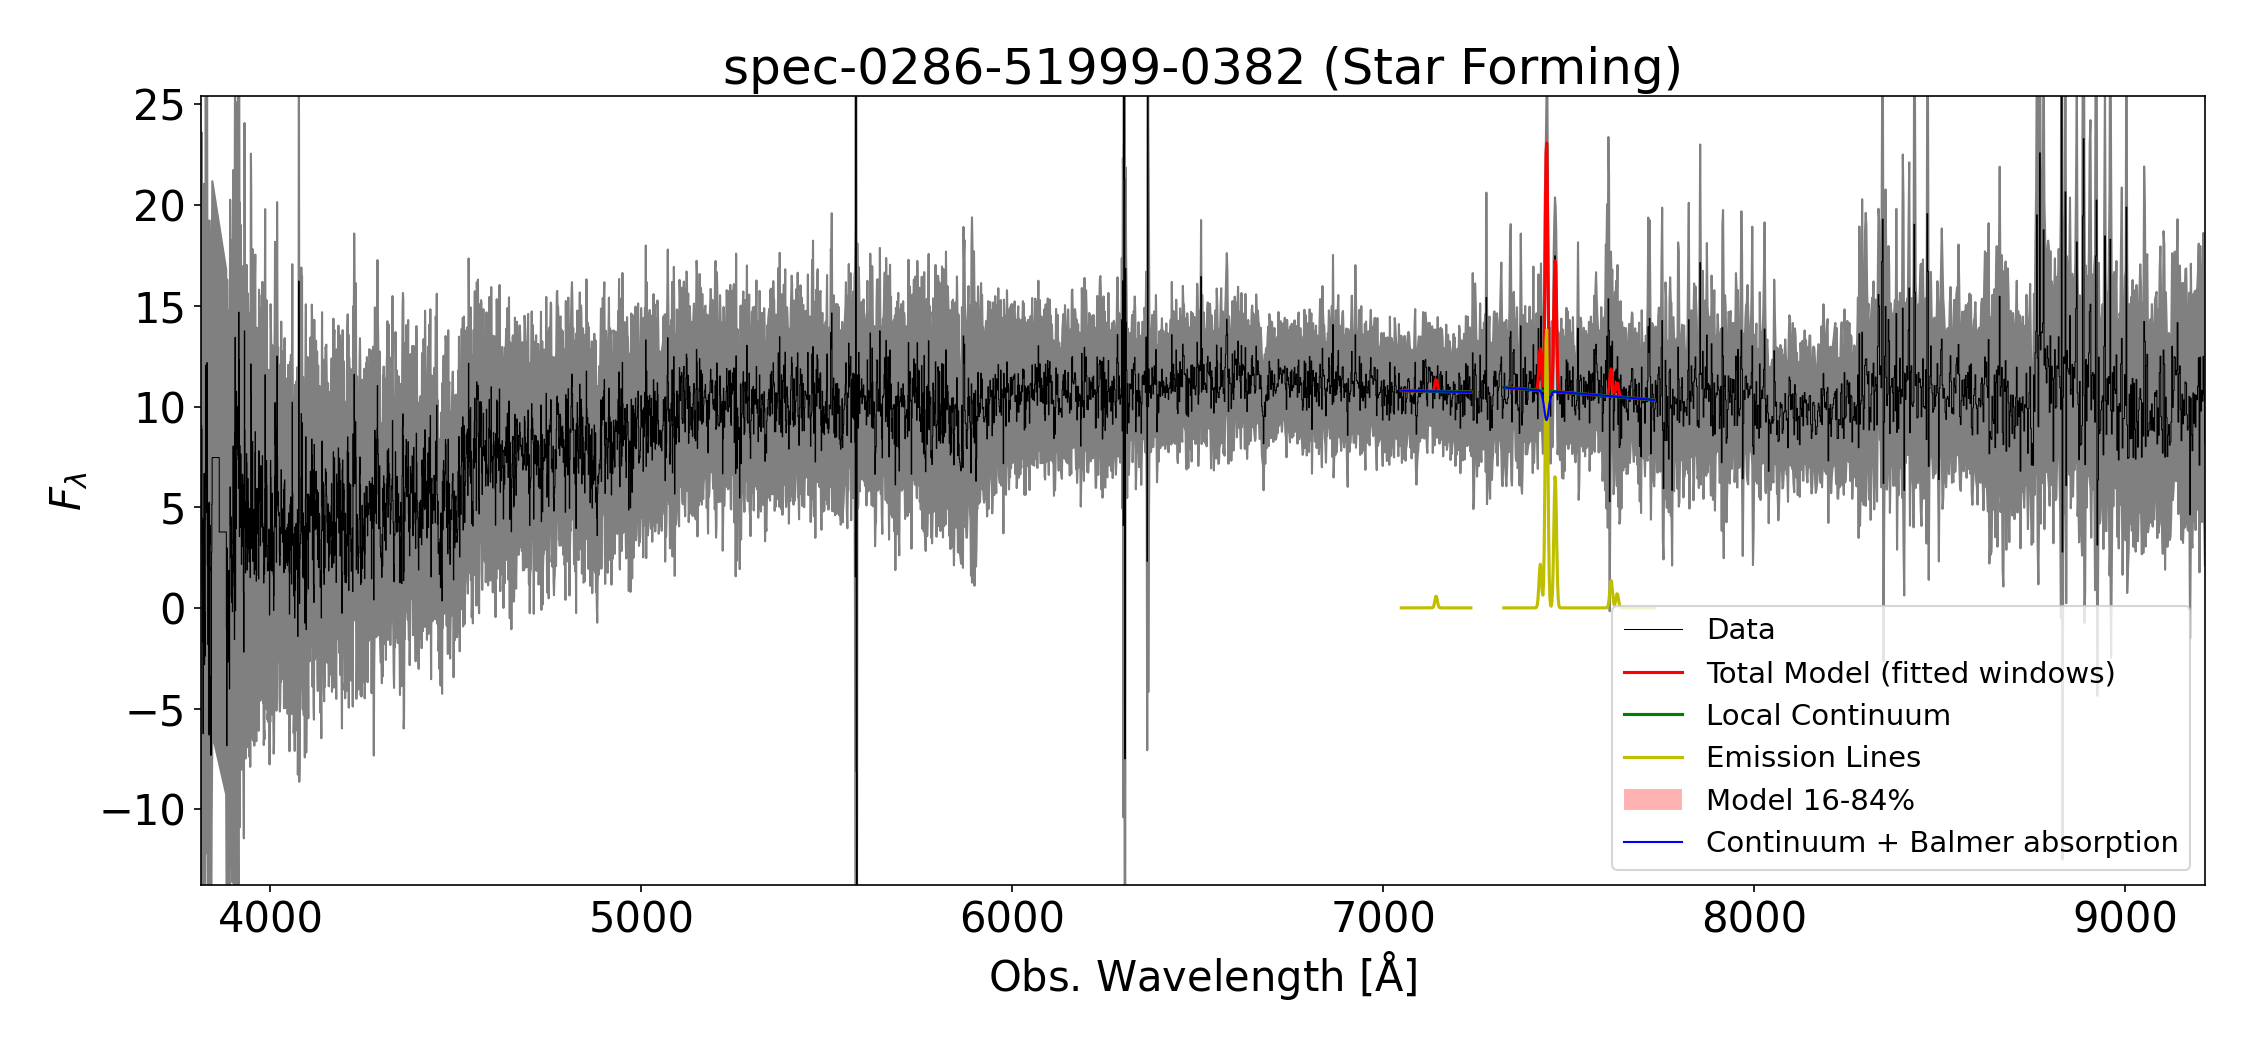 spec-0286-51999-0382 (Star Forming)
25
20
15
10
5
0
−5
−10
Fλ
4000 5000 6000 7000 8000 9000
Obs. Wavelength [Å]
Data
Total Model (fitted windows)
Local Continuum
Emission Lines
Model 16-84%
Continuum + Balmer absorption